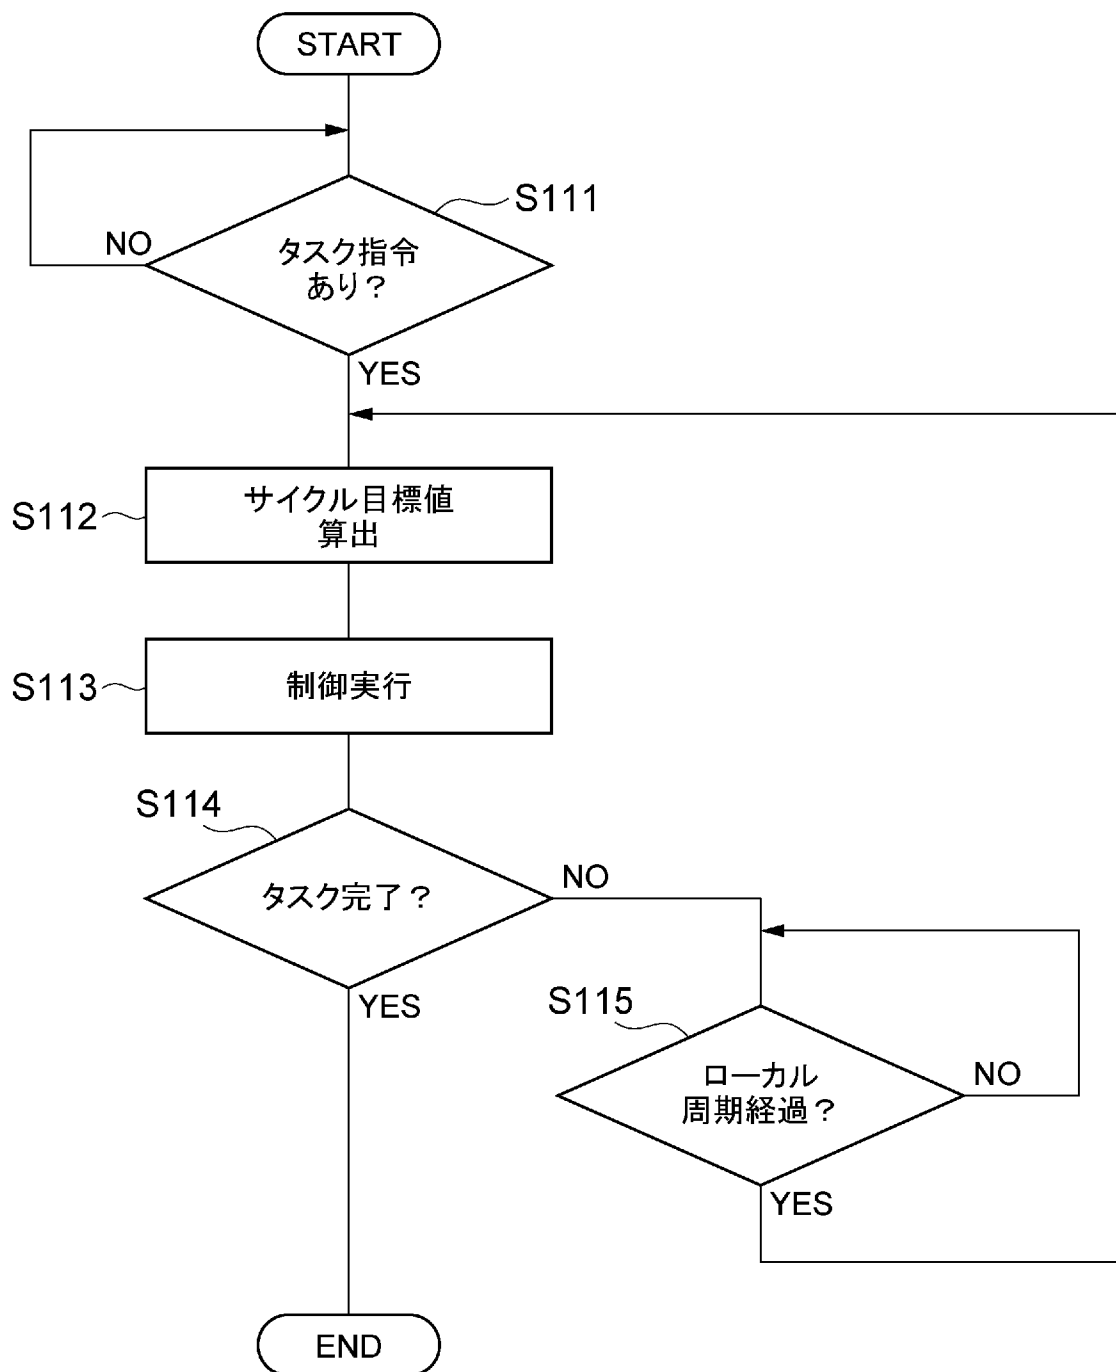 START
S111
NO
タスク指令
あり？
YES
S112
サイクル目標値
算出
S113
制御実行
S114
タスク完了？
NO
YES
S115
ローカル
周期経過？
NO
YES
END